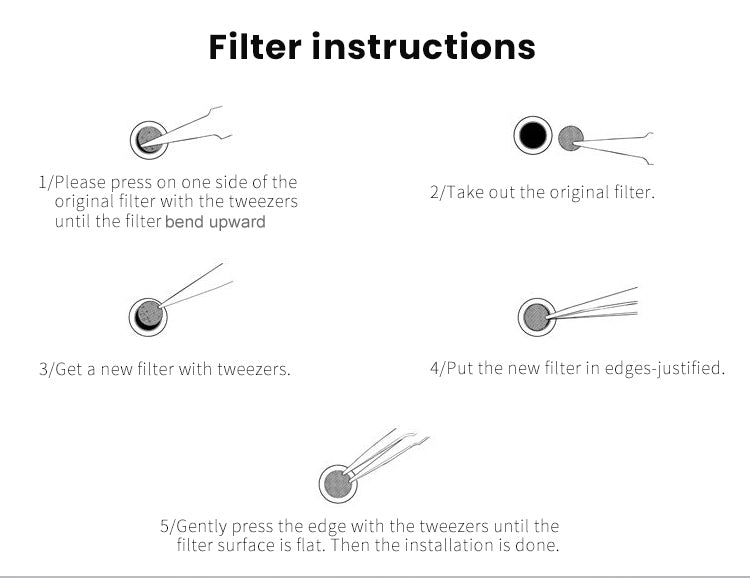 Filter instructions
1/Please press on one side of the
original filter with the tweezers
until the filter bend upward
2/Take out the original filter.
3/Get a new filter with tweezers.
4/Put the new filter in edges-justified.
5/Gently press the edge with the tweezers until the
filter surface is flat. Then the installation is done.